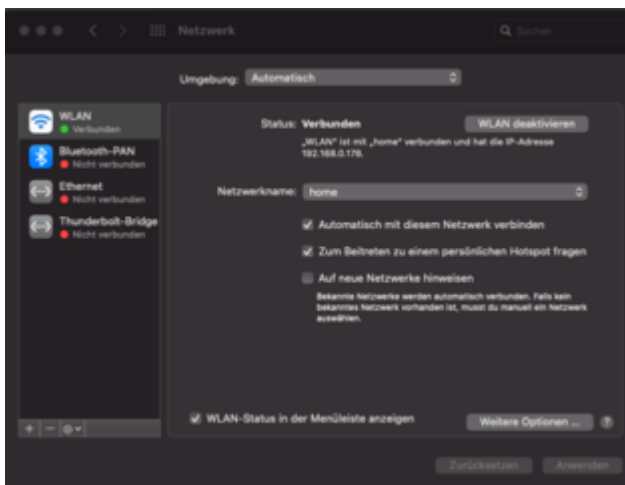 Netzwerk
Suchen
Umgebung: Automatisch
WLAN
Verbunden
Bluetooth-PAN
Nicht verbunden
Ethernet
Nicht verbunden
Thunderbolt-Bridge
Nicht verbunden
Status: Verbunden
WLAN deaktivieren
„WLAN“ ist mit „home“ verbunden und hat die IP-Adresse
192.168.0.178.
Netzwerkname: home
Automatisch mit diesem Netzwerk verbinden
Zum Beitreten zu einem persönlichen Hotspot fragen
Auf neue Netzwerke hinweisen
Bekannte Netzwerke werden automatisch verbunden. Falls kein
bekanntes Netzwerk vorhanden ist, musst du manuell ein Netzwerk
auswählen.
WLAN-Status in der Menüleiste anzeigen
Weitere Optionen ...
?
Zurücksetzen
Anwenden